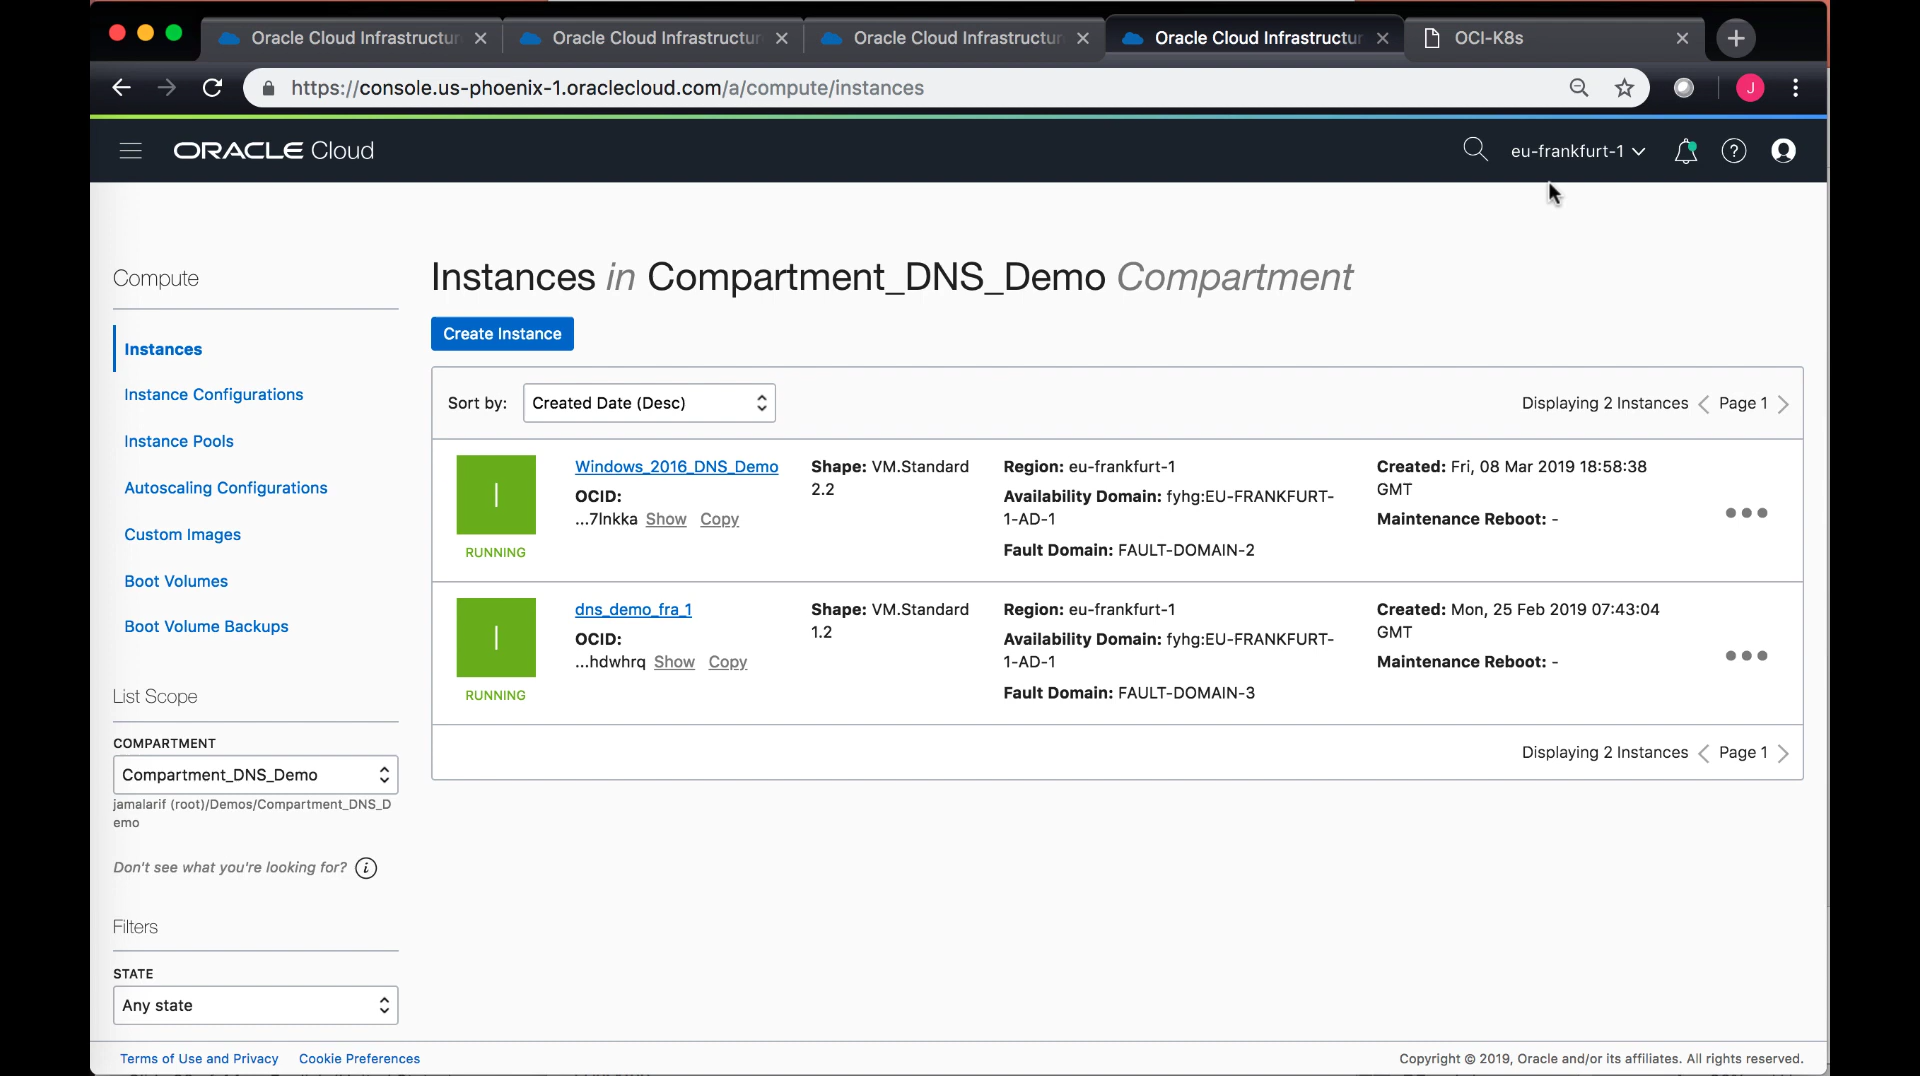 Oracle Cloud Infrastructur
Oracle Cloud Infrastructur
Oracle Cloud Infrastructur
Oracle Cloud Infrastructur
OCI-K8s
https://console.us-phoenix-1.oraclecloud.com/a/compute/instances
J
ORACLE Cloud
eu-frankfurt-1
Compute
Instances
Instance Configurations
Instance Pools
Autoscaling Configurations
Custom Images
Boot Volumes
Boot Volume Backups
List Scope
COMPARTMENT
Compartment_DNS_Demo
jamalarif (root)/Demos/Compartment_DNS_D
emo
Don't see what you're looking for?
Filters
STATE
Any state
Instances in Compartment_DNS_Demo Compartment
Create Instance
Sort by: Created Date (Desc)
Displaying 2 Instances < Page 1 >
I
RUNNING
Windows_2016_DNS_Demo
OCID:
...7lnkka Show Copy
Shape: VM.Standard
2.2
Region: eu-frankfurt-1
Availability Domain: fyhg:EU-FRANKFURT-
1-AD-1
Fault Domain: FAULT-DOMAIN-2
Created: Fri, 08 Mar 2019 18:58:38
GMT
Maintenance Reboot: -
I
RUNNING
dns_demo_fra_1
OCID:
...hdwhrq Show Copy
Shape: VM.Standard
1.2
Region: eu-frankfurt-1
Availability Domain: fyhg:EU-FRANKFURT-
1-AD-1
Fault Domain: FAULT-DOMAIN-3
Created: Mon, 25 Feb 2019 07:43:04
GMT
Maintenance Reboot: -
Displaying 2 Instances < Page 1 >
Terms of Use and Privacy Cookie Preferences
Copyright © 2019, Oracle and/or its affiliates. All rights reserved.